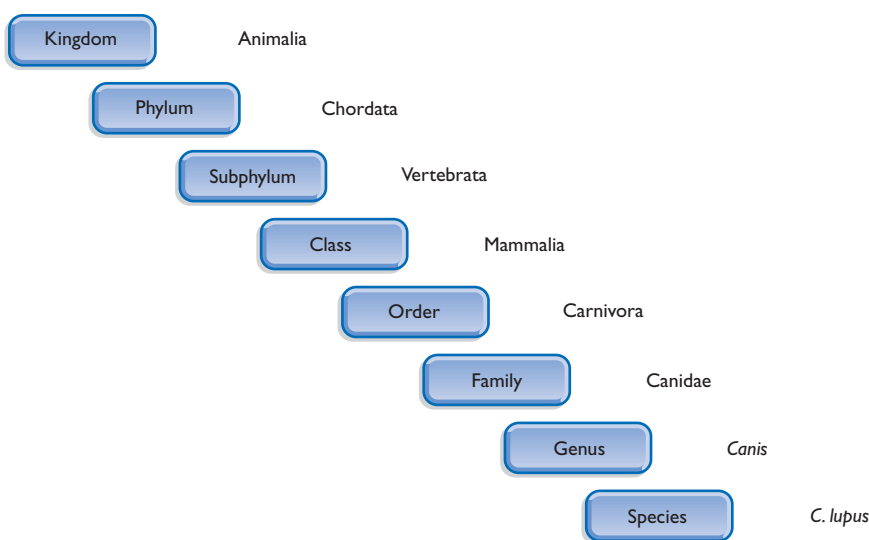 Kingdom Animalia
Phylum Chordata
Subphylum Vertebrata
Class Mammalia
Order Carnivora
Family Canidae
Genus Canis
Species C. lupus